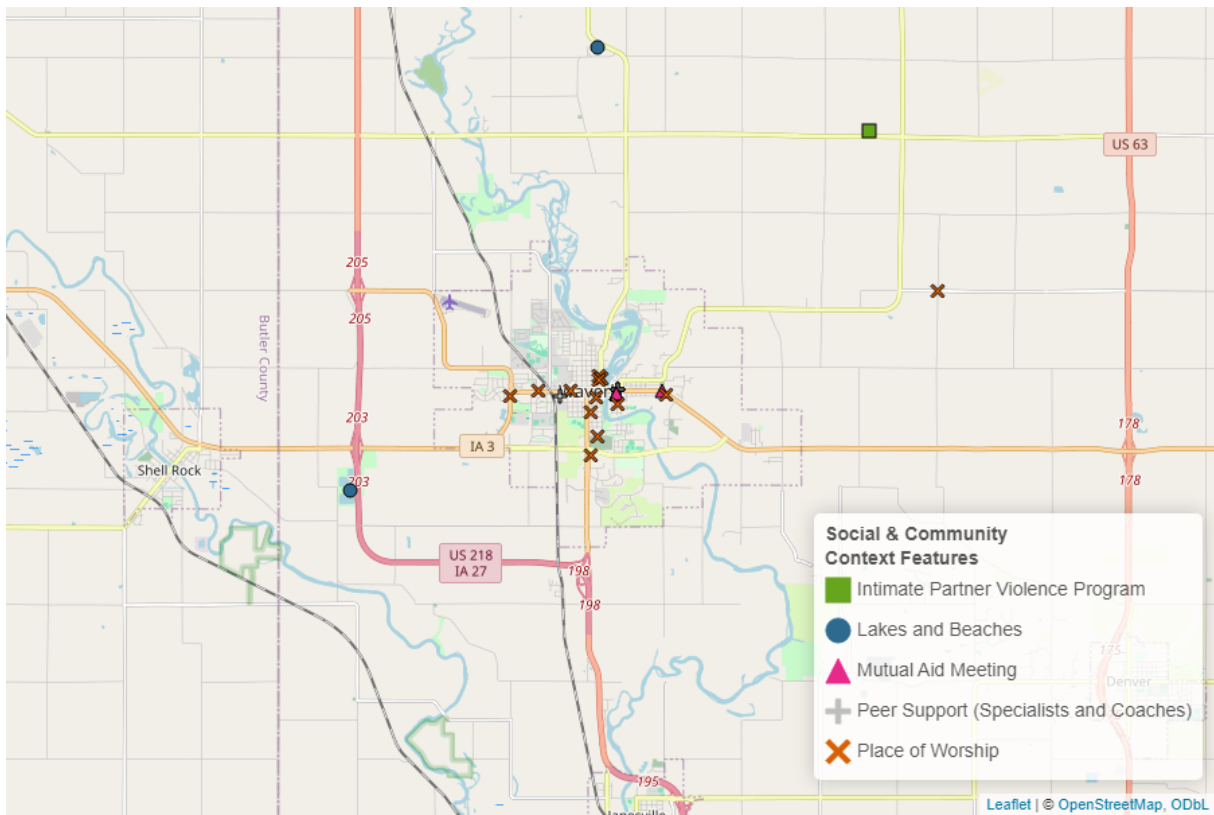 US 63
205
205
Butler County
203
IA 3
178
Shell Rock
203
178
Social & Community
Context Features
Intimate Partner Violence Program
Lakes and Beaches
Mutual Aid Meeting
Peer Support (Specialists and Coaches)
Place of Worship
US 218
IA 27
198
198
175
Denver
195
Leaflet | © OpenStreetMap, ODbL